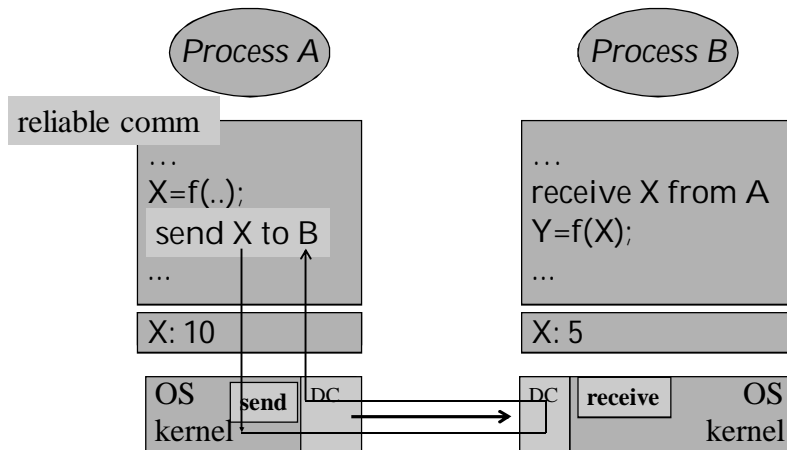 Process A
Process B
reliable comm
...
X=f(..);
send X to B
...
...
receive X from A
Y=f(X);
...
X: 10
X: 5
OS
kernel
send
DC
DC
receive
OS
kernel